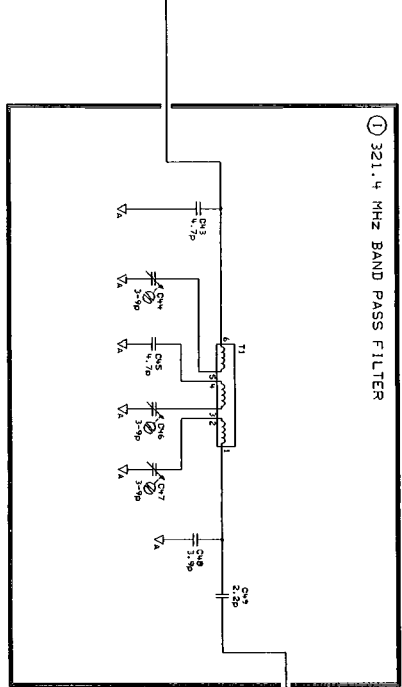 ① 321.4 MHz BAND PASS FILTER
C43
4.7p
A
C44
3-9p
A
C45
4.7p
A
C46
3-9p
A
C47
3-9p
A
T1
6
5
4
3
2
1
C48
3.9p
A
C49
2.2p